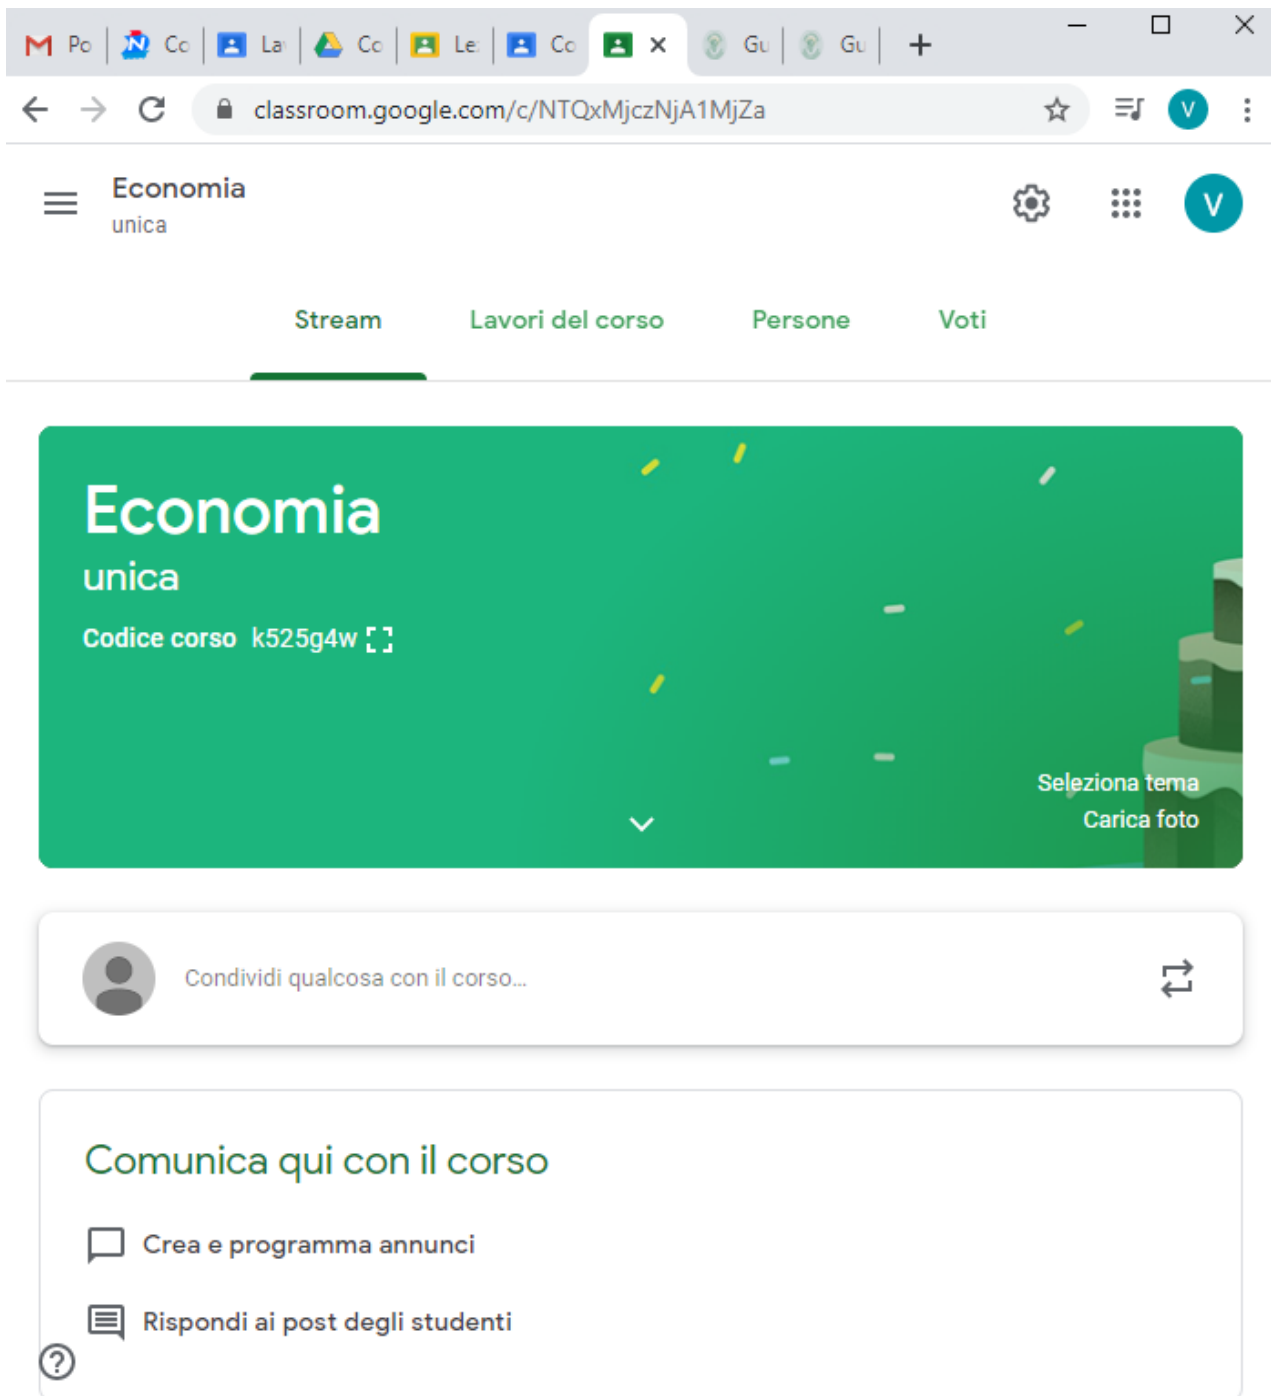 Po
Co
La
Co
Le
Co
Gu
Gu
classroom.google.com/c/NTQxMjczNjA1MjZa
V
Economia
unica
V
Stream
Lavori del corso
Persone
Voti
Economia
unica
Codice corso k525g4w
Seleziona tema
Carica foto
Condividi qualcosa con il corso...
Comunica qui con il corso
Crea e programma annunci
Rispondi ai post degli studenti